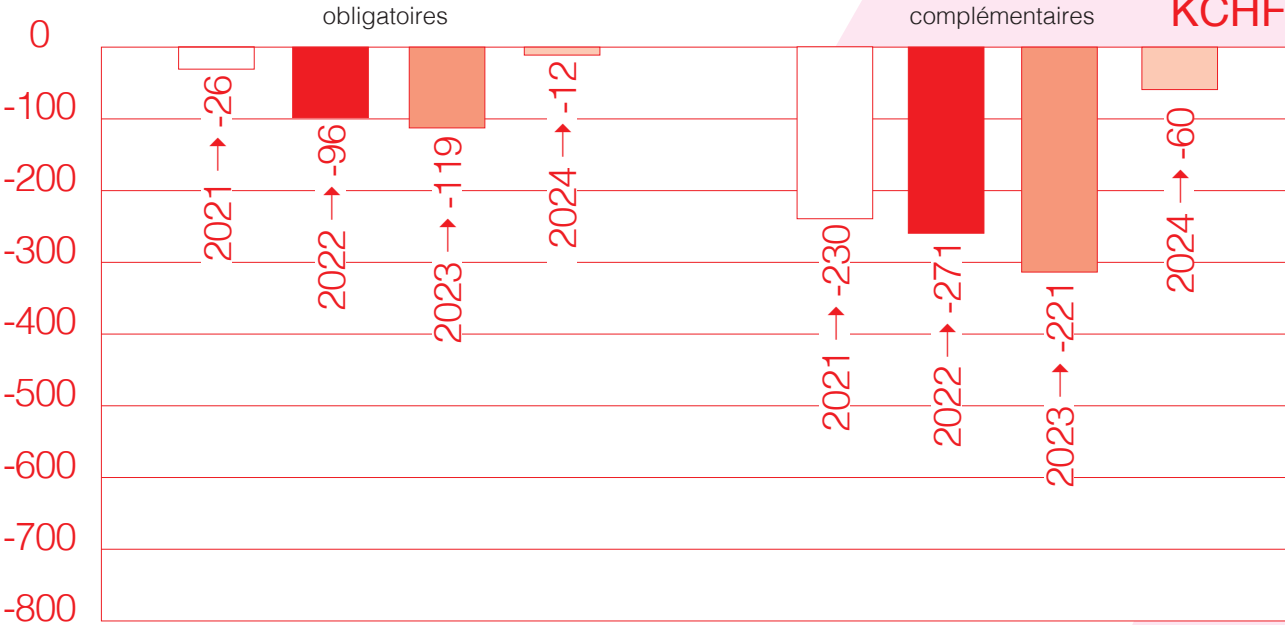 obligatoires
complémentaires
KCHF
0
-100
-200
-300
-400
-500
-600
-700
-800
2021 → -26
2022 → -96
2023 → -119
2024 → -12
2021 → -230
2022 → -271
2023 → -221
2024 → -60